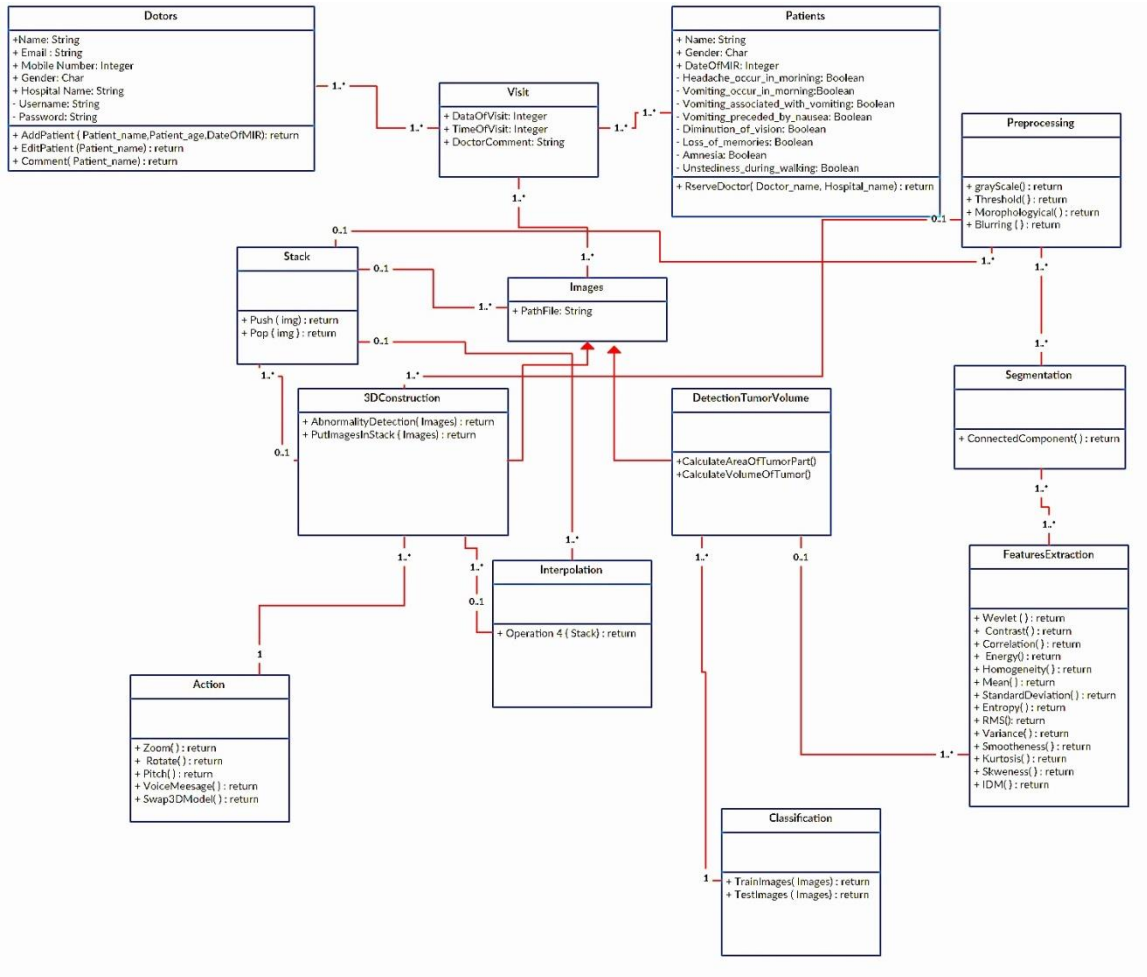 Dotors
+Name: String
+ Email : String
+ Mobile Number: Integer
+ Gender: Char
+ Hospital Name: String
- Username: String
- Password: String
+ AddPatient ( Patient_name,Patient_age,DateOfMIR): return
+ EditPatient (Patient_name) : return
+ Comment( Patient_name) : return
1..*
1..*
Visit
+ DataOfVisit: Integer
+ TimeOfVisit: Integer
+ DoctorComment: String
1..*
1..*
Patients
+ Name: String
+ Gender: Char
+ DateOfMIR: Integer
- Headache_occur_in_morining: Boolean
- Vomiting_occur_in_morning:Boolean
- Vomiting_associated_with_vomiting: Boolean
- Vomiting_preceded_by_nausea: Boolean
- Diminution_of_vision: Boolean
- Loss_of_memories: Boolean
- Amnesia: Boolean
- Unstediness_during_walking: Boolean
+ RserveDoctor( Doctor_name, Hospital_name) : return
Preprocessing
+ grayScale() : return
+ Threshold( ) : return
+ Morophologyical( ) : return
+ Blurring ( ) : return
0..1
1..*
1..*
1..*
1..*
0..1
Stack
+ Push ( img) : return
+ Pop ( img ) : return
0..1
1..*
0..1
1..*
0..1
Images
+ PathFile: String
1..*
1..*
3DConstruction
+ AbnormalityDetection( Images) : return
+ PutImagesInStack ( Images) : return
DetectionTumorVolume
+CalculateAreaOfTumorPart()
+CalculateVolumeOfTumor()
1..*
Segmentation
+ ConnectedComponent( ) : return
1..*
1..*
1..*
1..*
0..1
1..*
Interpolation
+ Operation 4 ( Stack) : return
1..*
0..1
FeaturesExtraction
+ Wevlet ( ) : return
+ Contrast( ) : return
+ Correlation( ) : return
+ Energy() : return
+ Homogeneity( ) : return
+ Mean( ) : return
+ StandardDeviation( ) : return
+ Entropy( ) : return
+ RMS(): return
+ Variance( ) : return
+ Smootheness( ) : return
+ Kurtosis( ) : return
+ Skweness( ) : return
+ IDM( ) : return
1..*
1
Action
+ Zoom( ) : return
+ Rotate( ) : return
+ Pitch( ) : return
+ VoiceMeesage( ) : return
+ Swap3DModel( ) : return
Classification
1
+ TrainImages( Images) : return
+ TestImages ( Images) : return